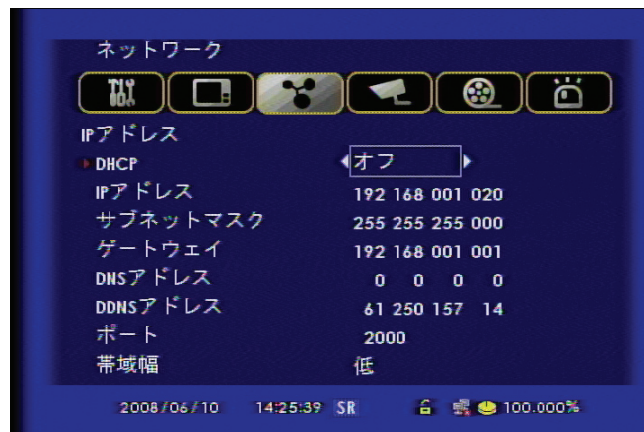 ネットワーク
IPアドレス
DHCP オフ
IPアドレス 192 168 001 020
サブネットマスク 255 255 255 000
ゲートウェイ 192 168 001 001
DNSアドレス 0 0 0 0
DDNSアドレス 61 250 157 14
ポート 2000
帯域幅 低
2008/06/10 14:25:39 SR 100.000%